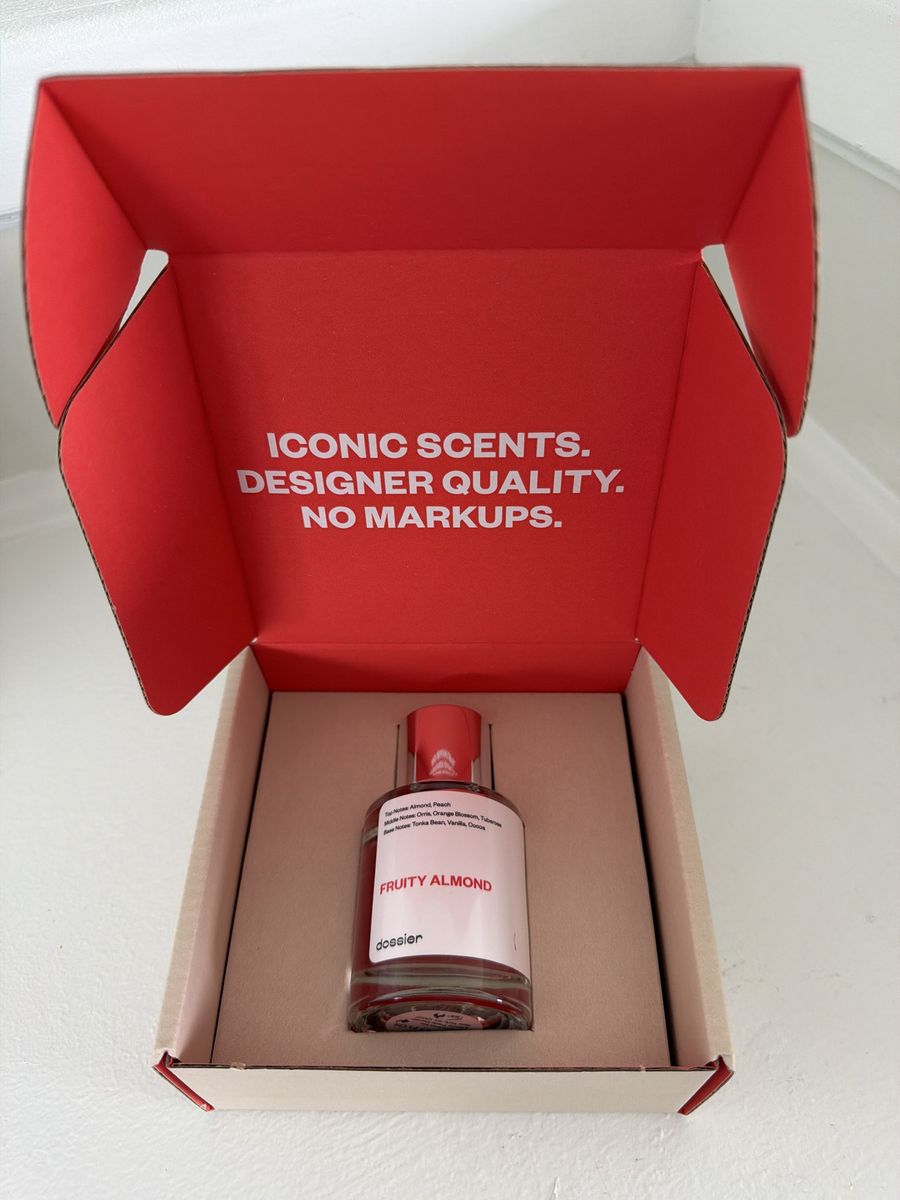 ICONIC SCENTS.
DESIGNER QUALITY.
NO MARKUPS.
Top Notes: Almond, Peach
Middle Notes: Orris, Orange Blossom, Tuberose
Base Notes: Tonka Bean, Vanilla, Cocos
FRUITY ALMOND
dossier